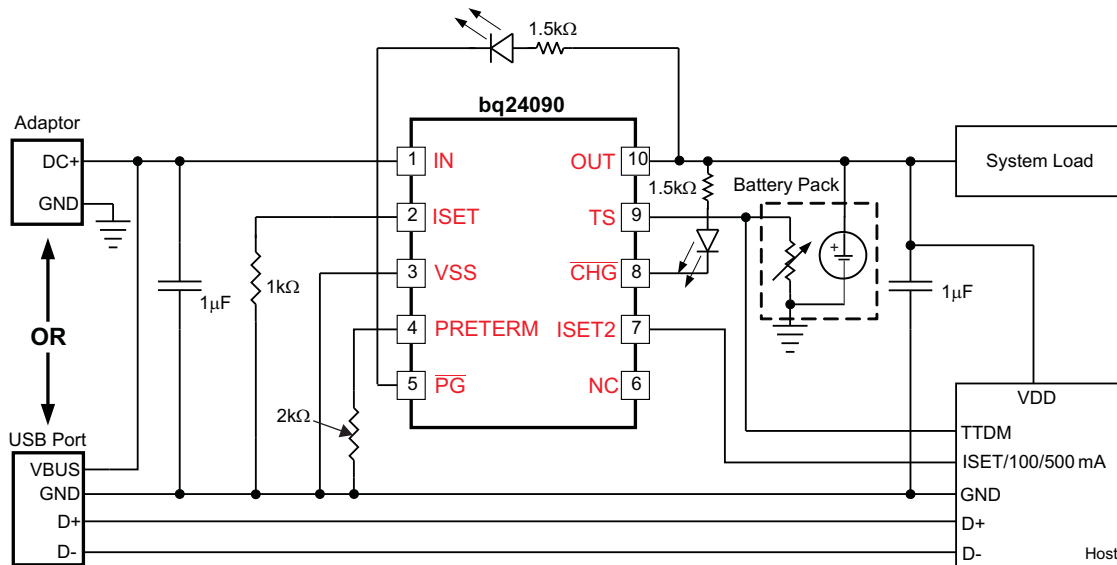 1.5kΩ
bq24090
Adaptor
DC+
GND
1 IN
OUT 10
System Load
1.5kΩ
Battery Pack
2 ISET
TS 9
3 VSS
CHG 8
+
1μF
1kΩ
1μF
OR
4 PRETERM
ISET2 7
5 PG
NC 6
2kΩ
VDD
USB Port
TTDM
VBUS
ISET/100/500 mA
GND
GND
D+
D+
D-
D-
Host